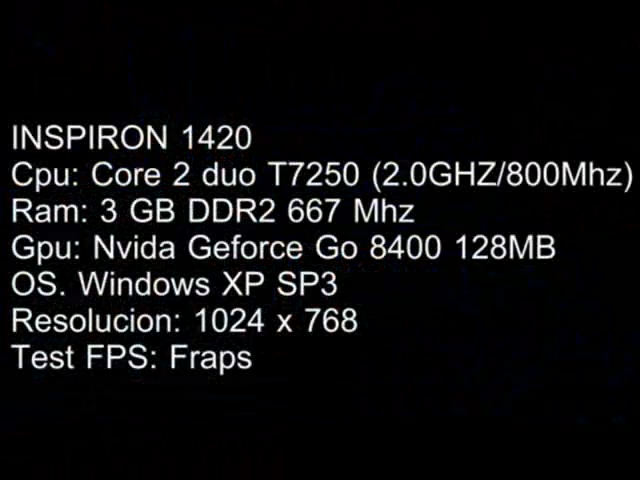 INSPIRON 1420
Cpu: Core 2 duo T7250 (2.0GHZ/800Mhz)
Ram: 3 GB DDR2 667 Mhz
Gpu: Nvida Geforce Go 8400 128MB
OS. Windows XP SP3
Resolucion: 1024 x 768
Test FPS: Fraps